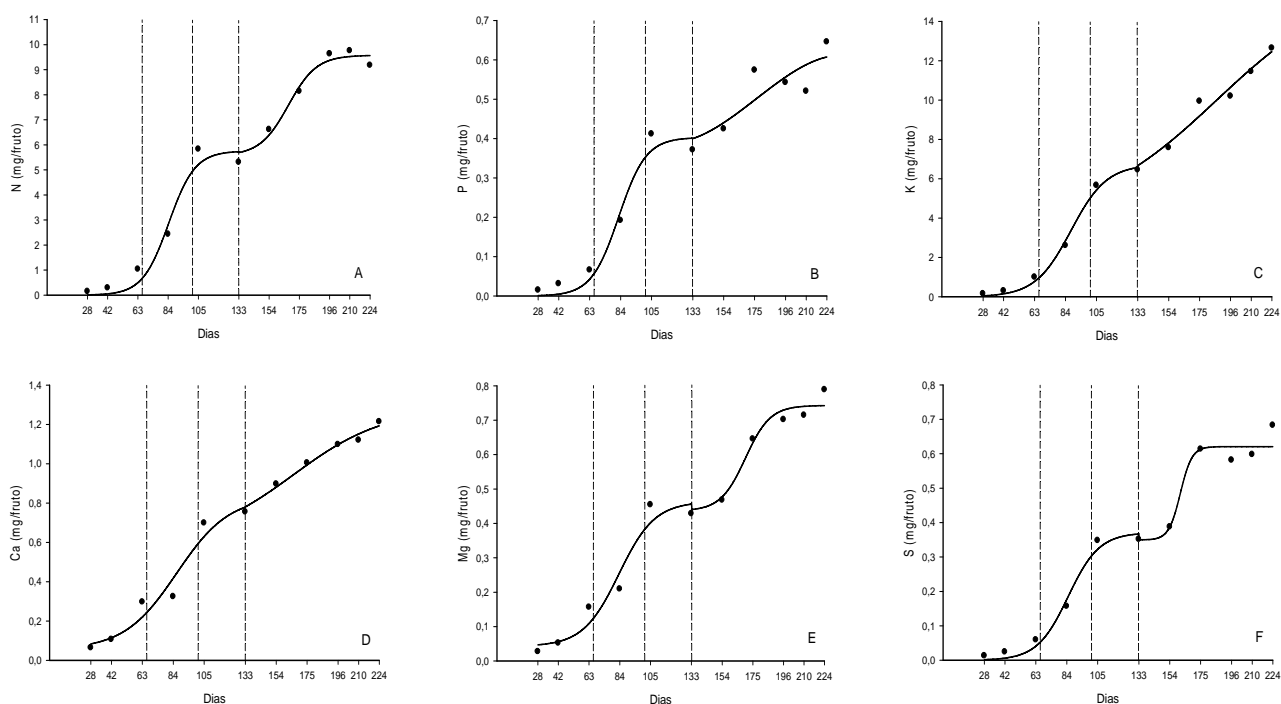 N (mg/fruto)
11
10
9
8
7
6
5
4
3
2
1
0
28 42 63 84 105 133 154 175 196 210 224
Dias
A
P (mg/fruto)
0,7
0,6
0,5
0,4
0,3
0,2
0,1
0,0
28 42 63 84 105 133 154 175 196 210 224
Dias
B
K (mg/fruto)
14
12
10
8
6
4
2
0
28 42 63 84 105 133 154 175 196 210 224
Dias
C
Ca (mg/fruto)
1,4
1,2
1,0
0,8
0,6
0,4
0,2
0,0
28 42 63 84 105 133 154 175 196 210 224
Dias
D
Mg (mg/fruto)
0,8
0,7
0,6
0,5
0,4
0,3
0,2
0,1
0,0
28 42 63 84 105 133 154 175 196 210 224
Dias
E
S (mg/fruto)
0,8
0,7
0,6
0,5
0,4
0,3
0,2
0,1
0,0
28 42 63 84 105 133 154 175 196 210 224
Dias
F